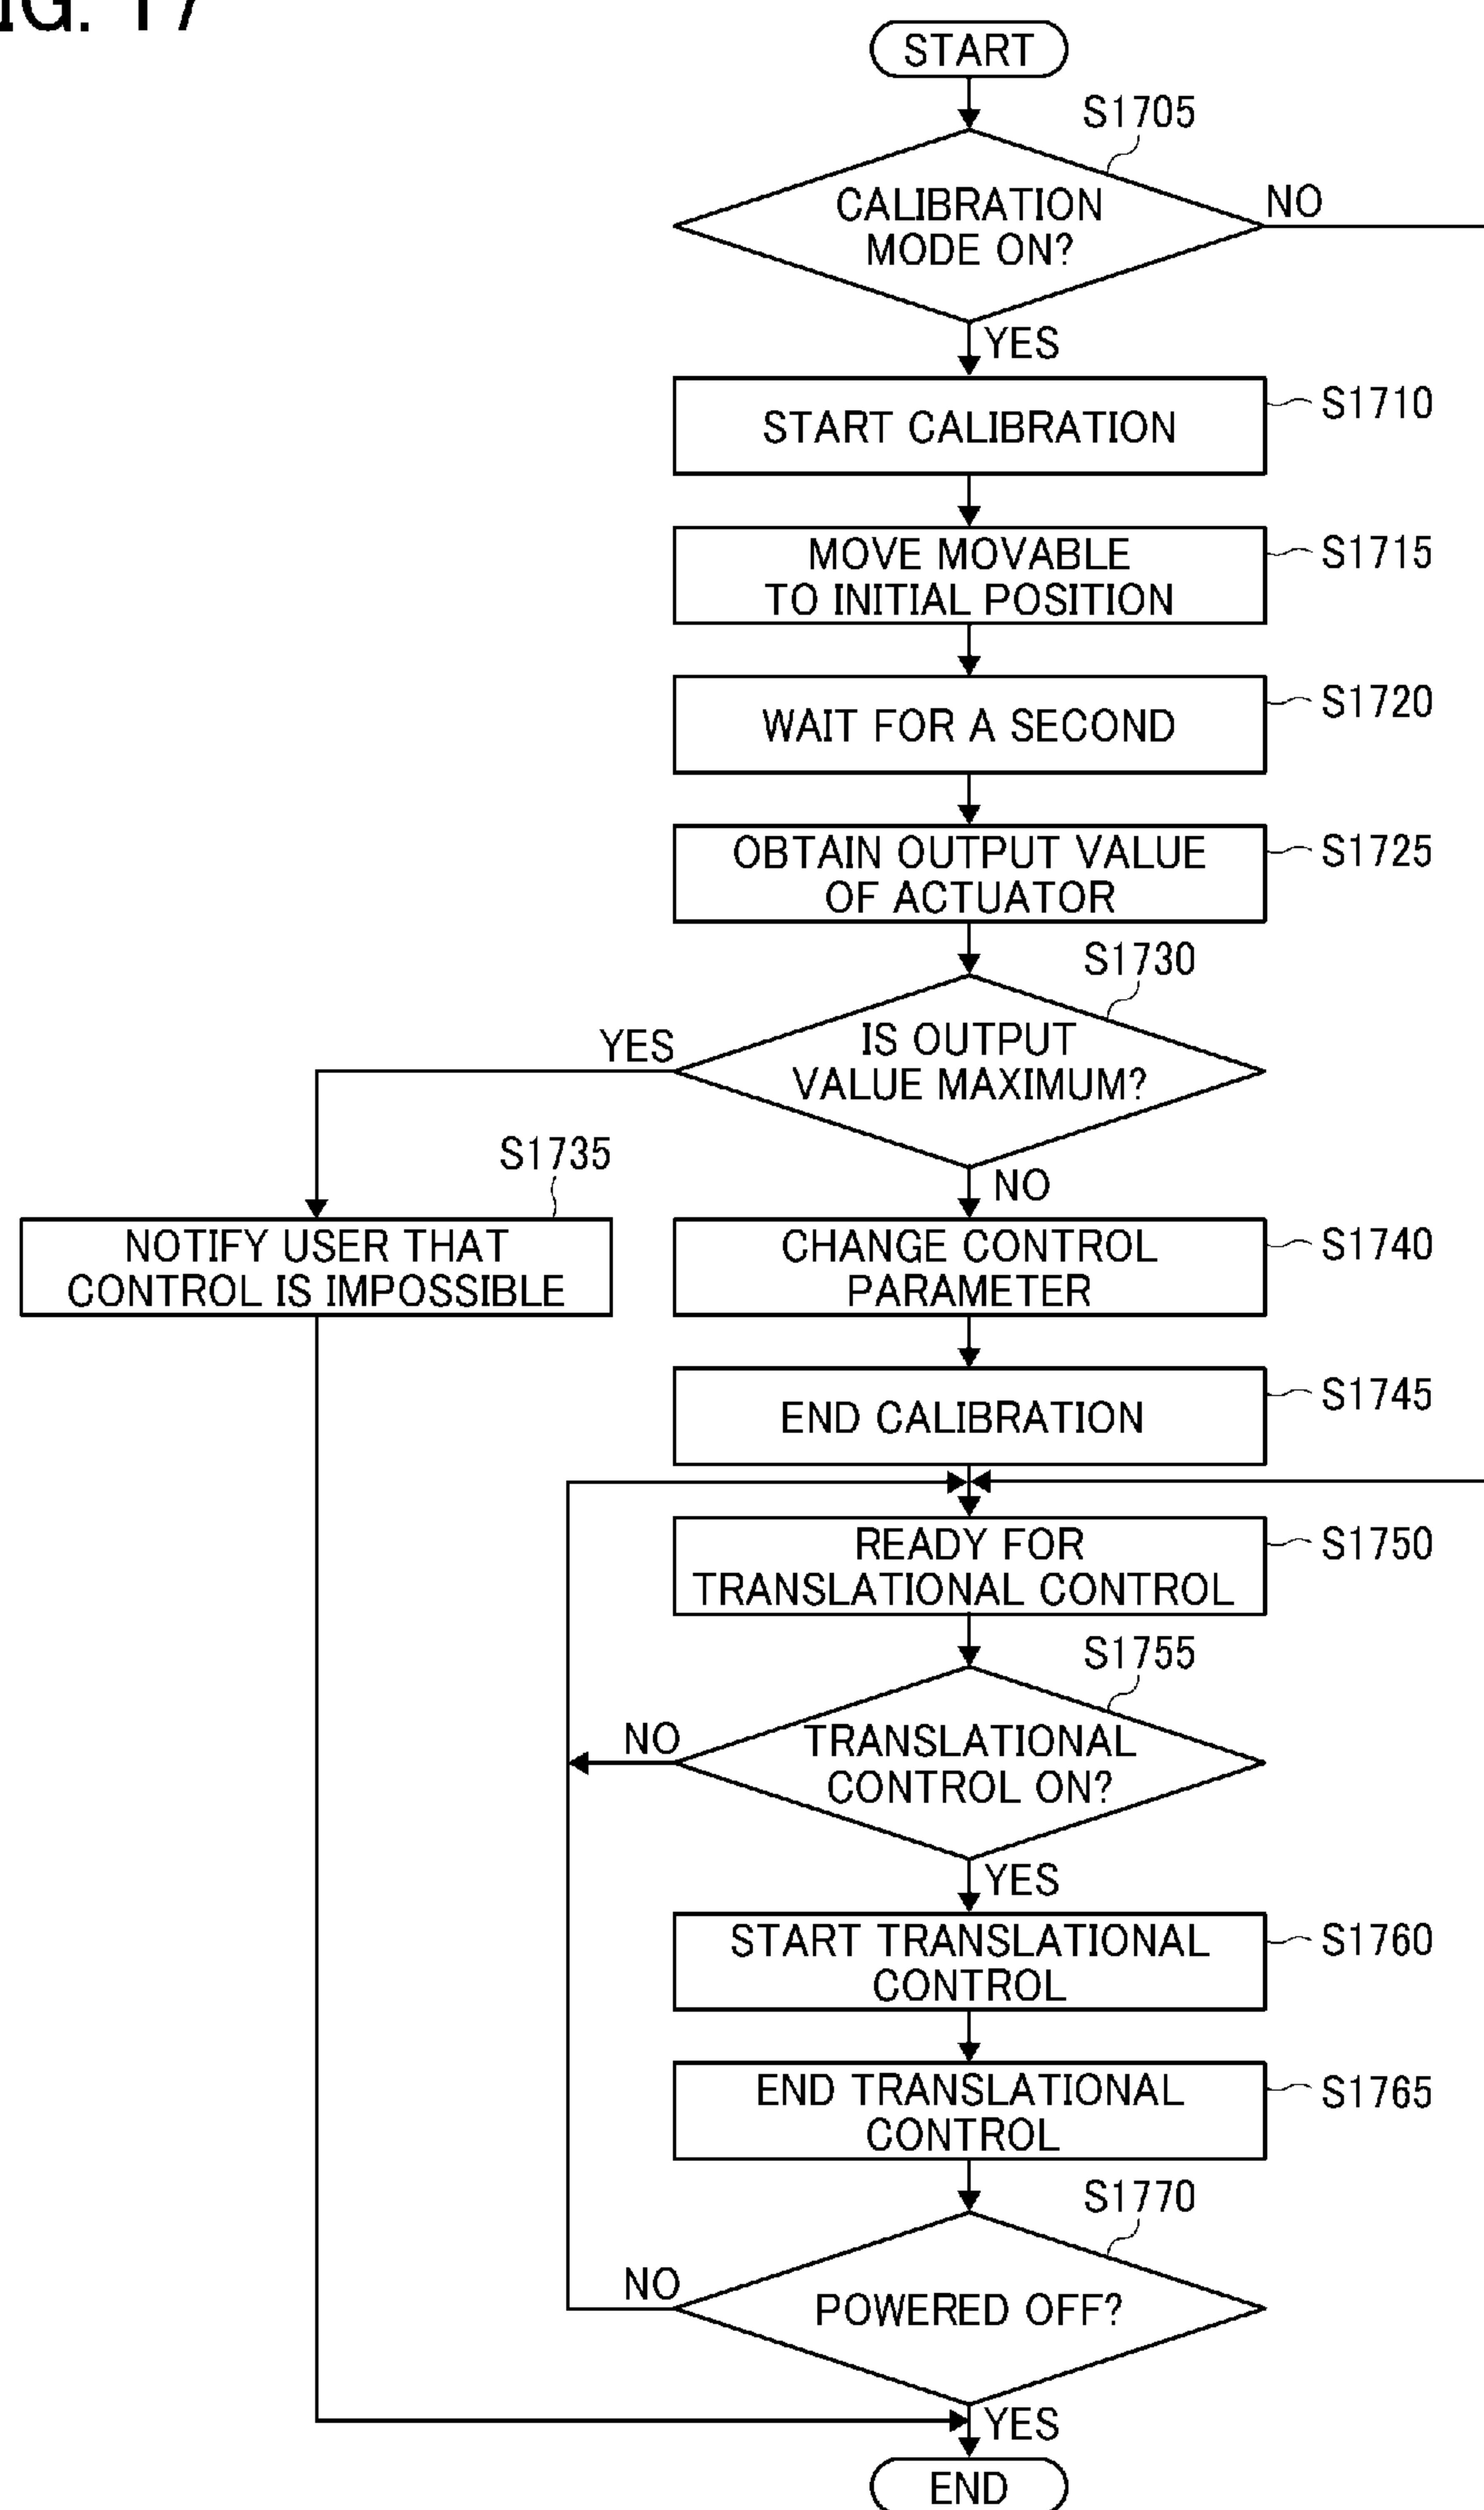 FIG. 17
START
S1705
CALIBRATION
MODE ON?
NO
YES
START CALIBRATION
S1710
MOVE MOVABLE
TO INITIAL POSITION
S1715
WAIT FOR A SECOND
S1720
OBTAIN OUTPUT VALUE
OF ACTUATOR
S1725
S1730
IS OUTPUT
VALUE MAXIMUM?
YES
NO
S1735
NOTIFY USER THAT
CONTROL IS IMPOSSIBLE
CHANGE CONTROL
PARAMETER
S1740
END CALIBRATION
S1745
READY FOR
TRANSLATIONAL CONTROL
S1750
S1755
TRANSLATIONAL
CONTROL ON?
NO
YES
START TRANSLATIONAL
CONTROL
S1760
END TRANSLATIONAL
CONTROL
S1765
S1770
POWERED OFF?
NO
YES
END